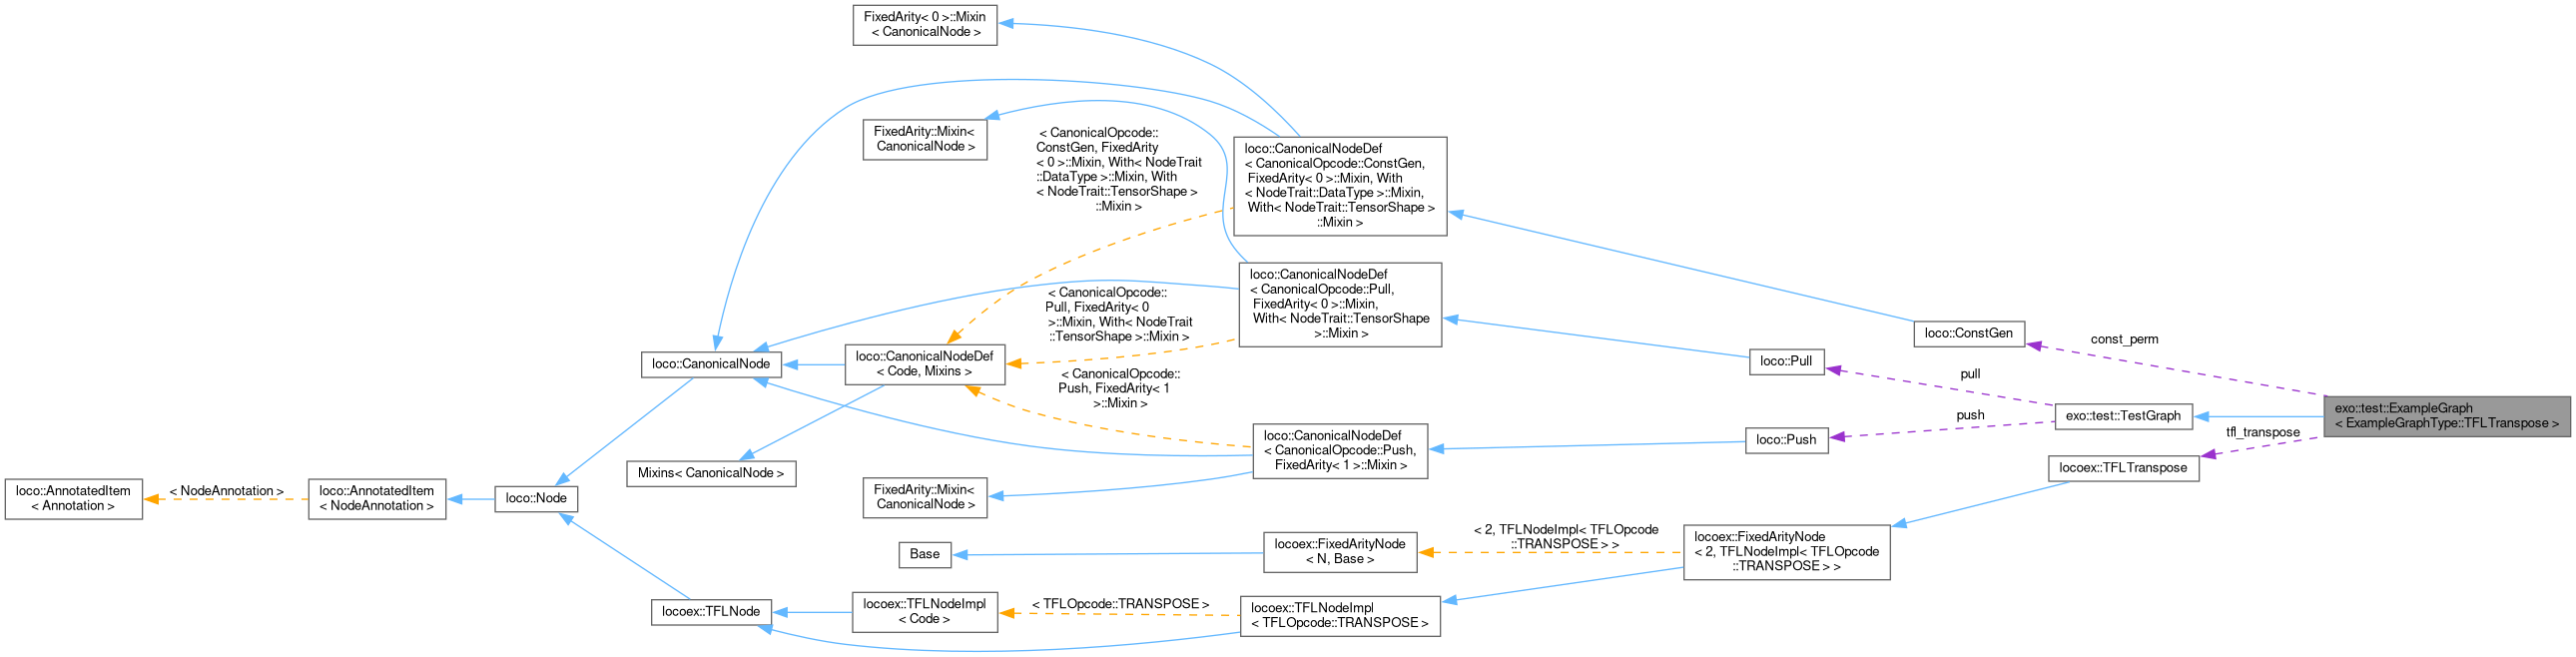 FixedArity< 0 >::Mixin
< CanonicalNode >
FixedArity::Mixin<
CanonicalNode >
< CanonicalOpcode::
ConstGen, FixedArity
< 0 >::Mixin, With< NodeTrait
::DataType >::Mixin, With
< NodeTrait::TensorShape >
::Mixin >
loco::CanonicalNodeDef
< CanonicalOpcode::ConstGen,
FixedArity< 0 >::Mixin, With
< NodeTrait::DataType >::Mixin,
With< NodeTrait::TensorShape >
::Mixin >
loco::CanonicalNodeDef
< CanonicalOpcode::Pull,
FixedArity< 0 >::Mixin,
With< NodeTrait::TensorShape
>::Mixin >
< CanonicalOpcode::
Pull, FixedArity< 0
>::Mixin, With< NodeTrait
::TensorShape >::Mixin >
loco::ConstGen
const_perm
loco::CanonicalNode
loco::CanonicalNodeDef
< Code, Mixins >
loco::Pull
pull
< CanonicalOpcode::
Push, FixedArity< 1
>::Mixin >
exo::test::TestGraph
exo::test::ExampleGraph
< ExampleGraphType::TFLTranspose >
push
tfl_transpose
loco::CanonicalNodeDef
< CanonicalOpcode::Push,
FixedArity< 1 >::Mixin >
loco::Push
Mixins< CanonicalNode >
locoex::TFLTranspose
loco::AnnotatedItem
< Annotation >
< NodeAnnotation >
loco::AnnotatedItem
< NodeAnnotation >
loco::Node
FixedArity::Mixin<
CanonicalNode >
Base
locoex::FixedArityNode
< N, Base >
< 2, TFLNodeImpl< TFLOpcode
::TRANSPOSE > >
locoex::FixedArityNode
< 2, TFLNodeImpl< TFLOpcode
::TRANSPOSE > >
locoex::TFLNode
locoex::TFLNodeImpl
< Code >
< TFLOpcode::TRANSPOSE >
locoex::TFLNodeImpl
< TFLOpcode::TRANSPOSE >